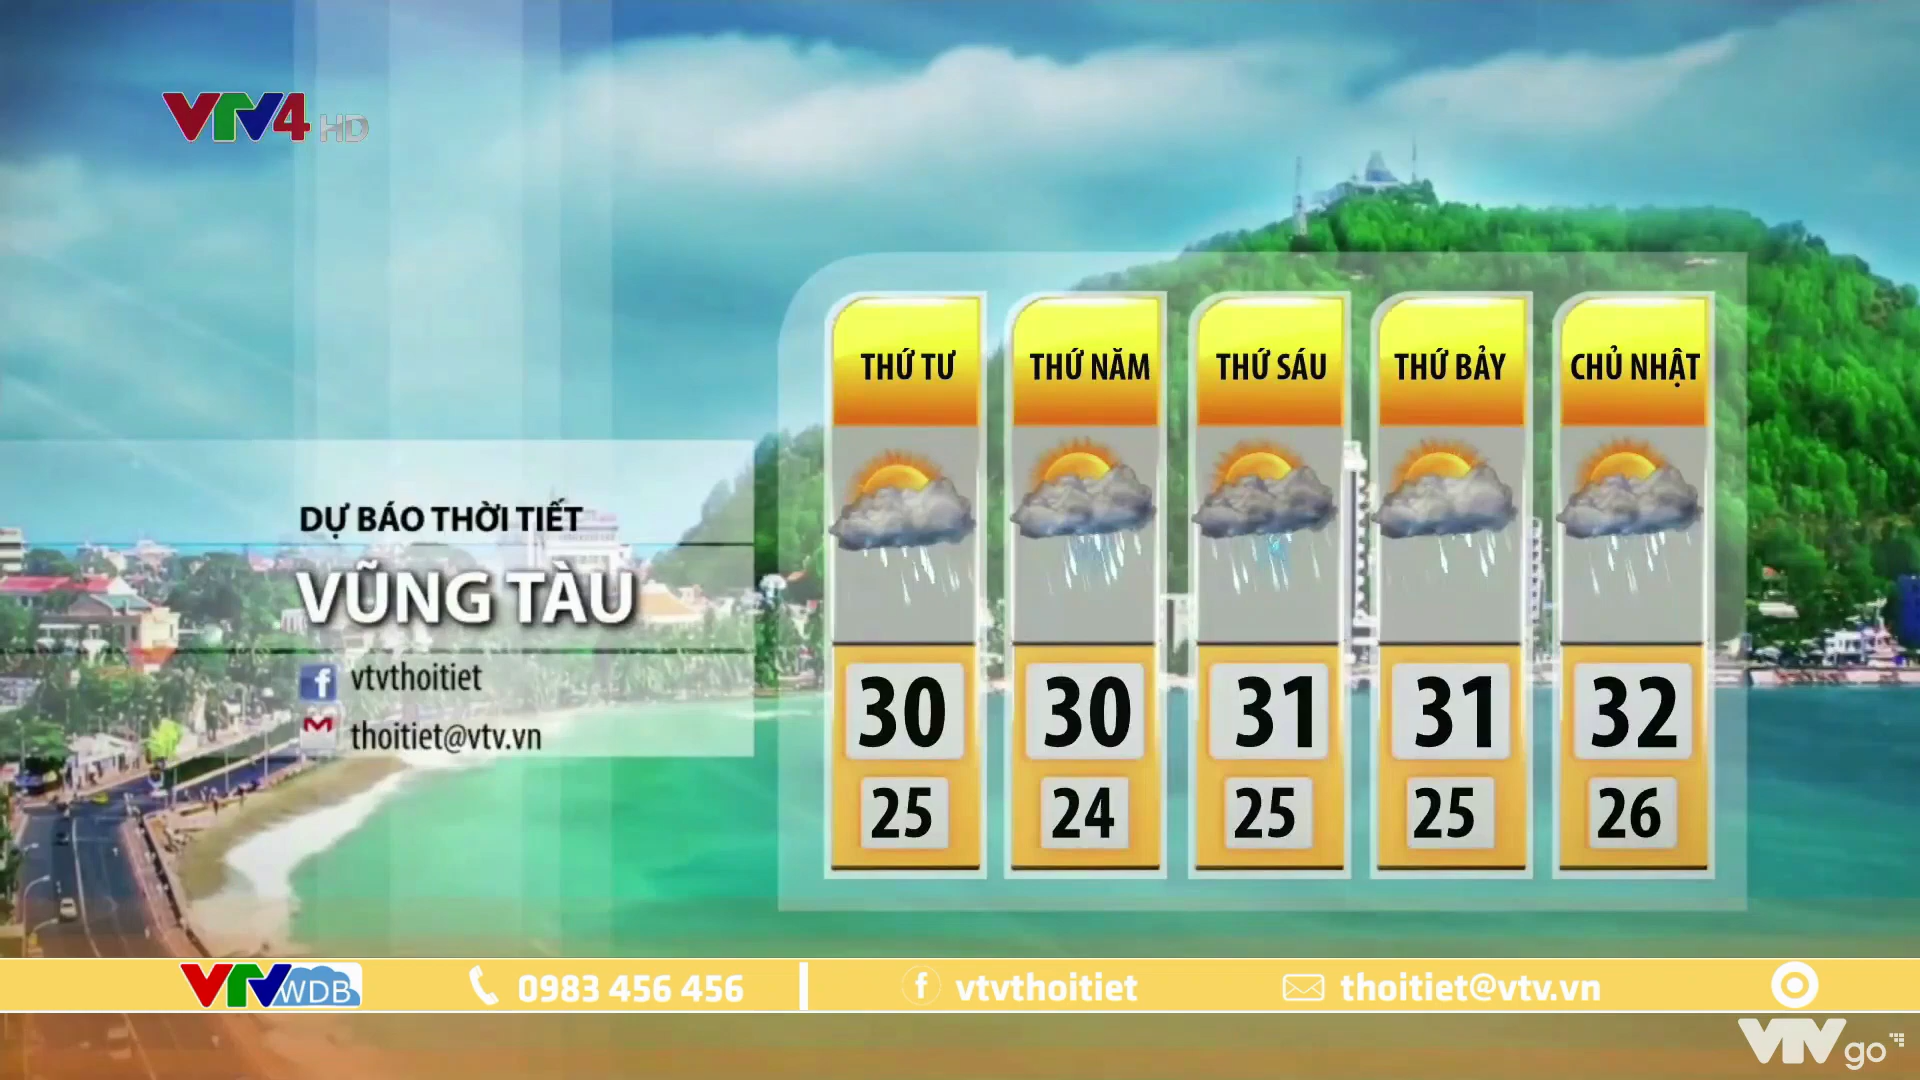 VTV4 HD
DỰ BÁO THỜI TIẾT
VŨNG TÀU
f vtvthoitiet
thoitiet@vtv.vn
THỨ TƯ THỨ NĂM THỨ SÁU THỨ BẢY CHỦ NHẬT
30 30 31 31 32
25 24 25 25 26
VTV WDB 0983 456 456 f vtvthoitiet thoitiet@vtv.vn
VTV go